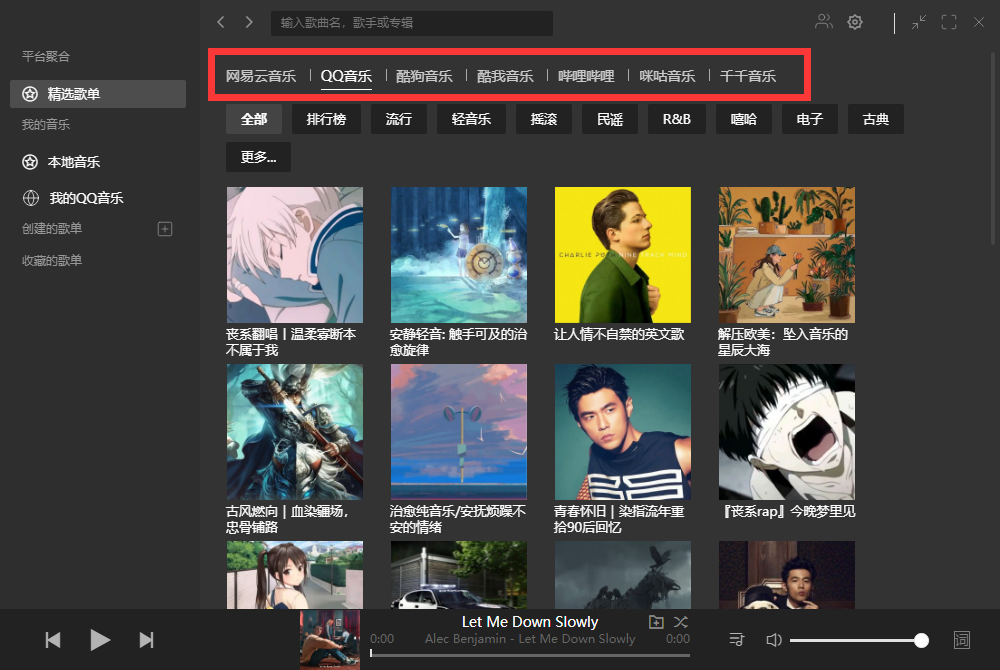 输入歌曲名，歌手或专辑
平台聚合
精选歌单
我的音乐
本地音乐
我的QQ音乐
创建的歌单
收藏的歌单
网易云音乐 QQ音乐 酷狗音乐 酷我音乐 哔哩哔哩 咪咕音乐 千千音乐
全部 排行榜 流行 轻音乐 摇滚 民谣 R&B 嘻哈 电子 古典
更多...
CHARLIE PUTH NINE TRACK MIND
丧系翻唱 | 温柔寡断本
不属于我
安静轻音: 触手可及的治
愈旋律
让人情不自禁的英文歌
解压欧美：坠入音乐的
星辰大海
古风燃向 | 血染疆场，
忠骨铺路
治愈纯音乐/安抚烦躁不
安的情绪
青春怀旧 | 染指流年重
拾90后回忆
『丧系rap』今晚梦里见
Let Me Down Slowly
0:00 Alec Benjamin - Let Me Down Slowly 0:00
词